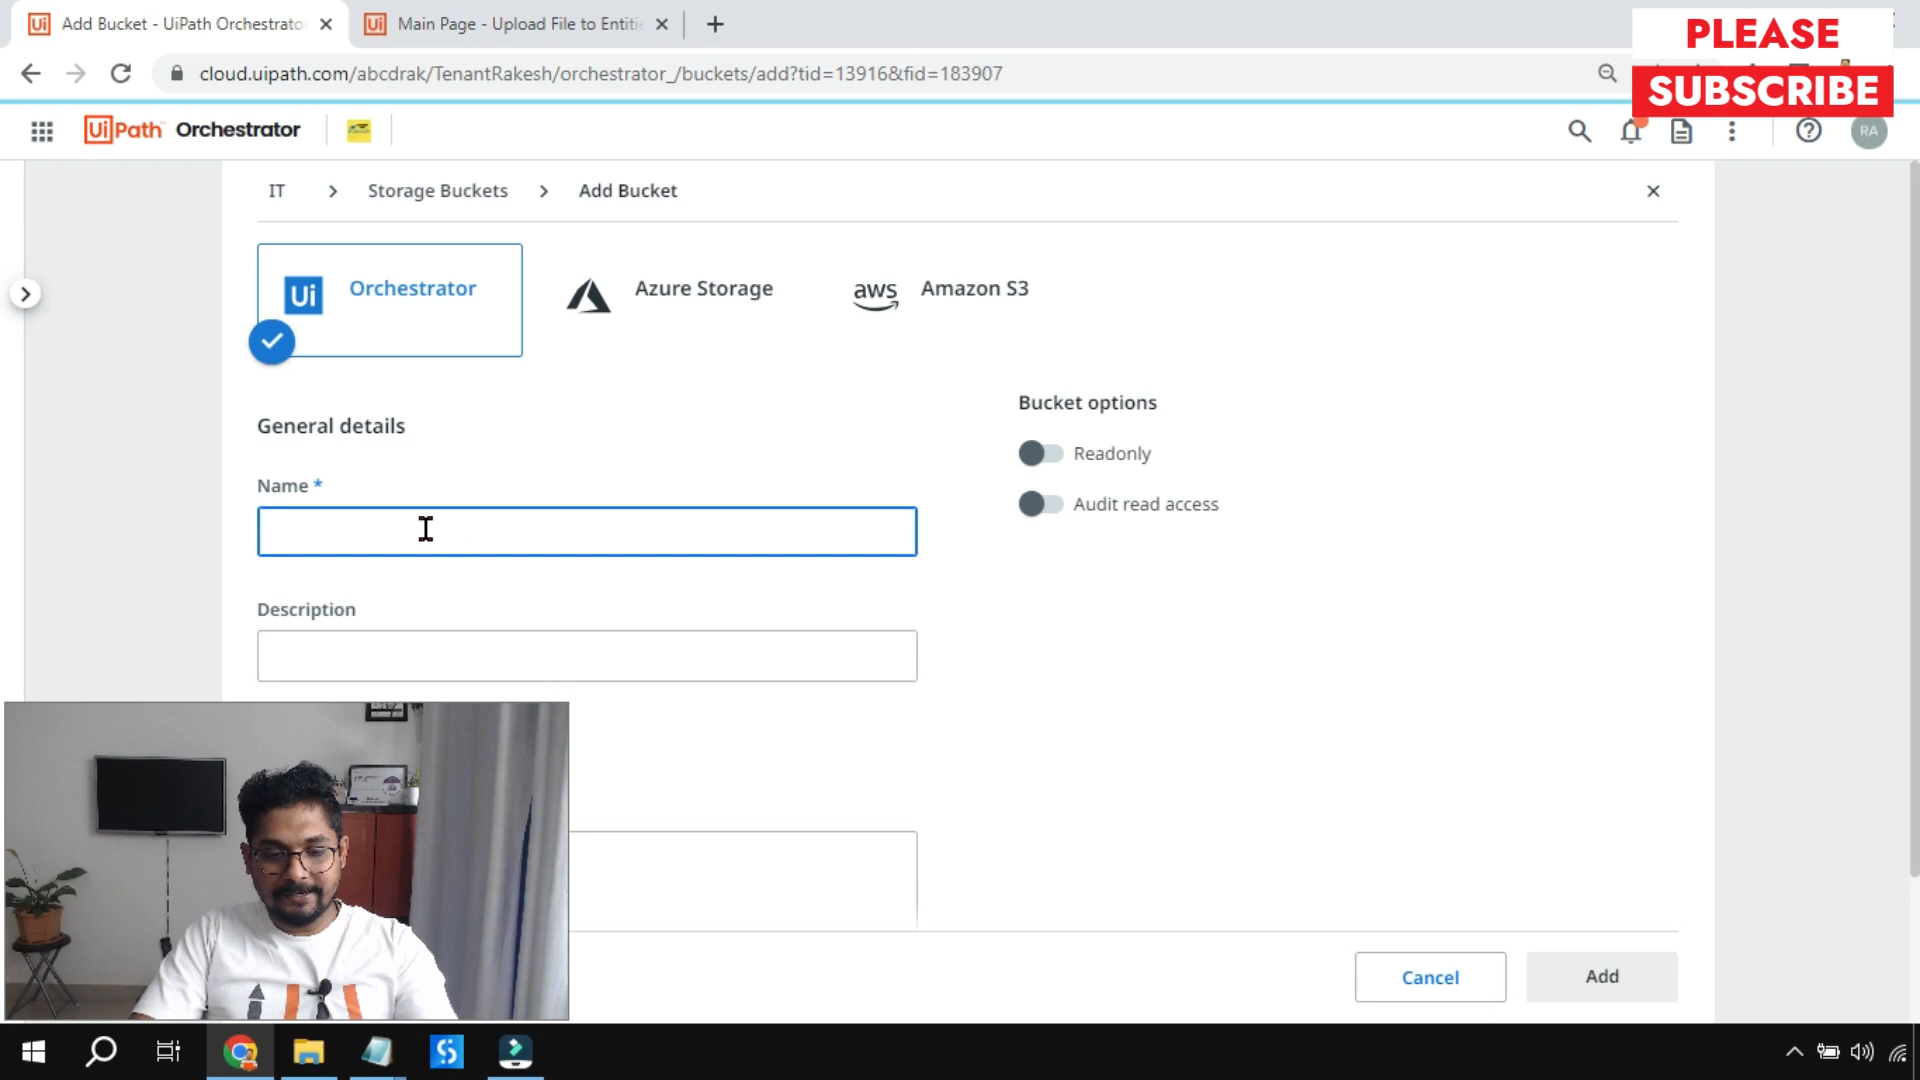 Add Bucket - UiPath Orchestrato
Main Page - Upload File to Entiti
PLEASE
SUBSCRIBE
cloud.uipath.com/abcdrak/TenantRakesh/orchestrator_/buckets/add?tid=13916&fid=183907
UiPath Orchestrator
RA
IT > Storage Buckets > Add Bucket
Ui Orchestrator
Azure Storage
aws Amazon S3
General details
Bucket options
Readonly
Name *
Audit read access
Description
Cancel
Add